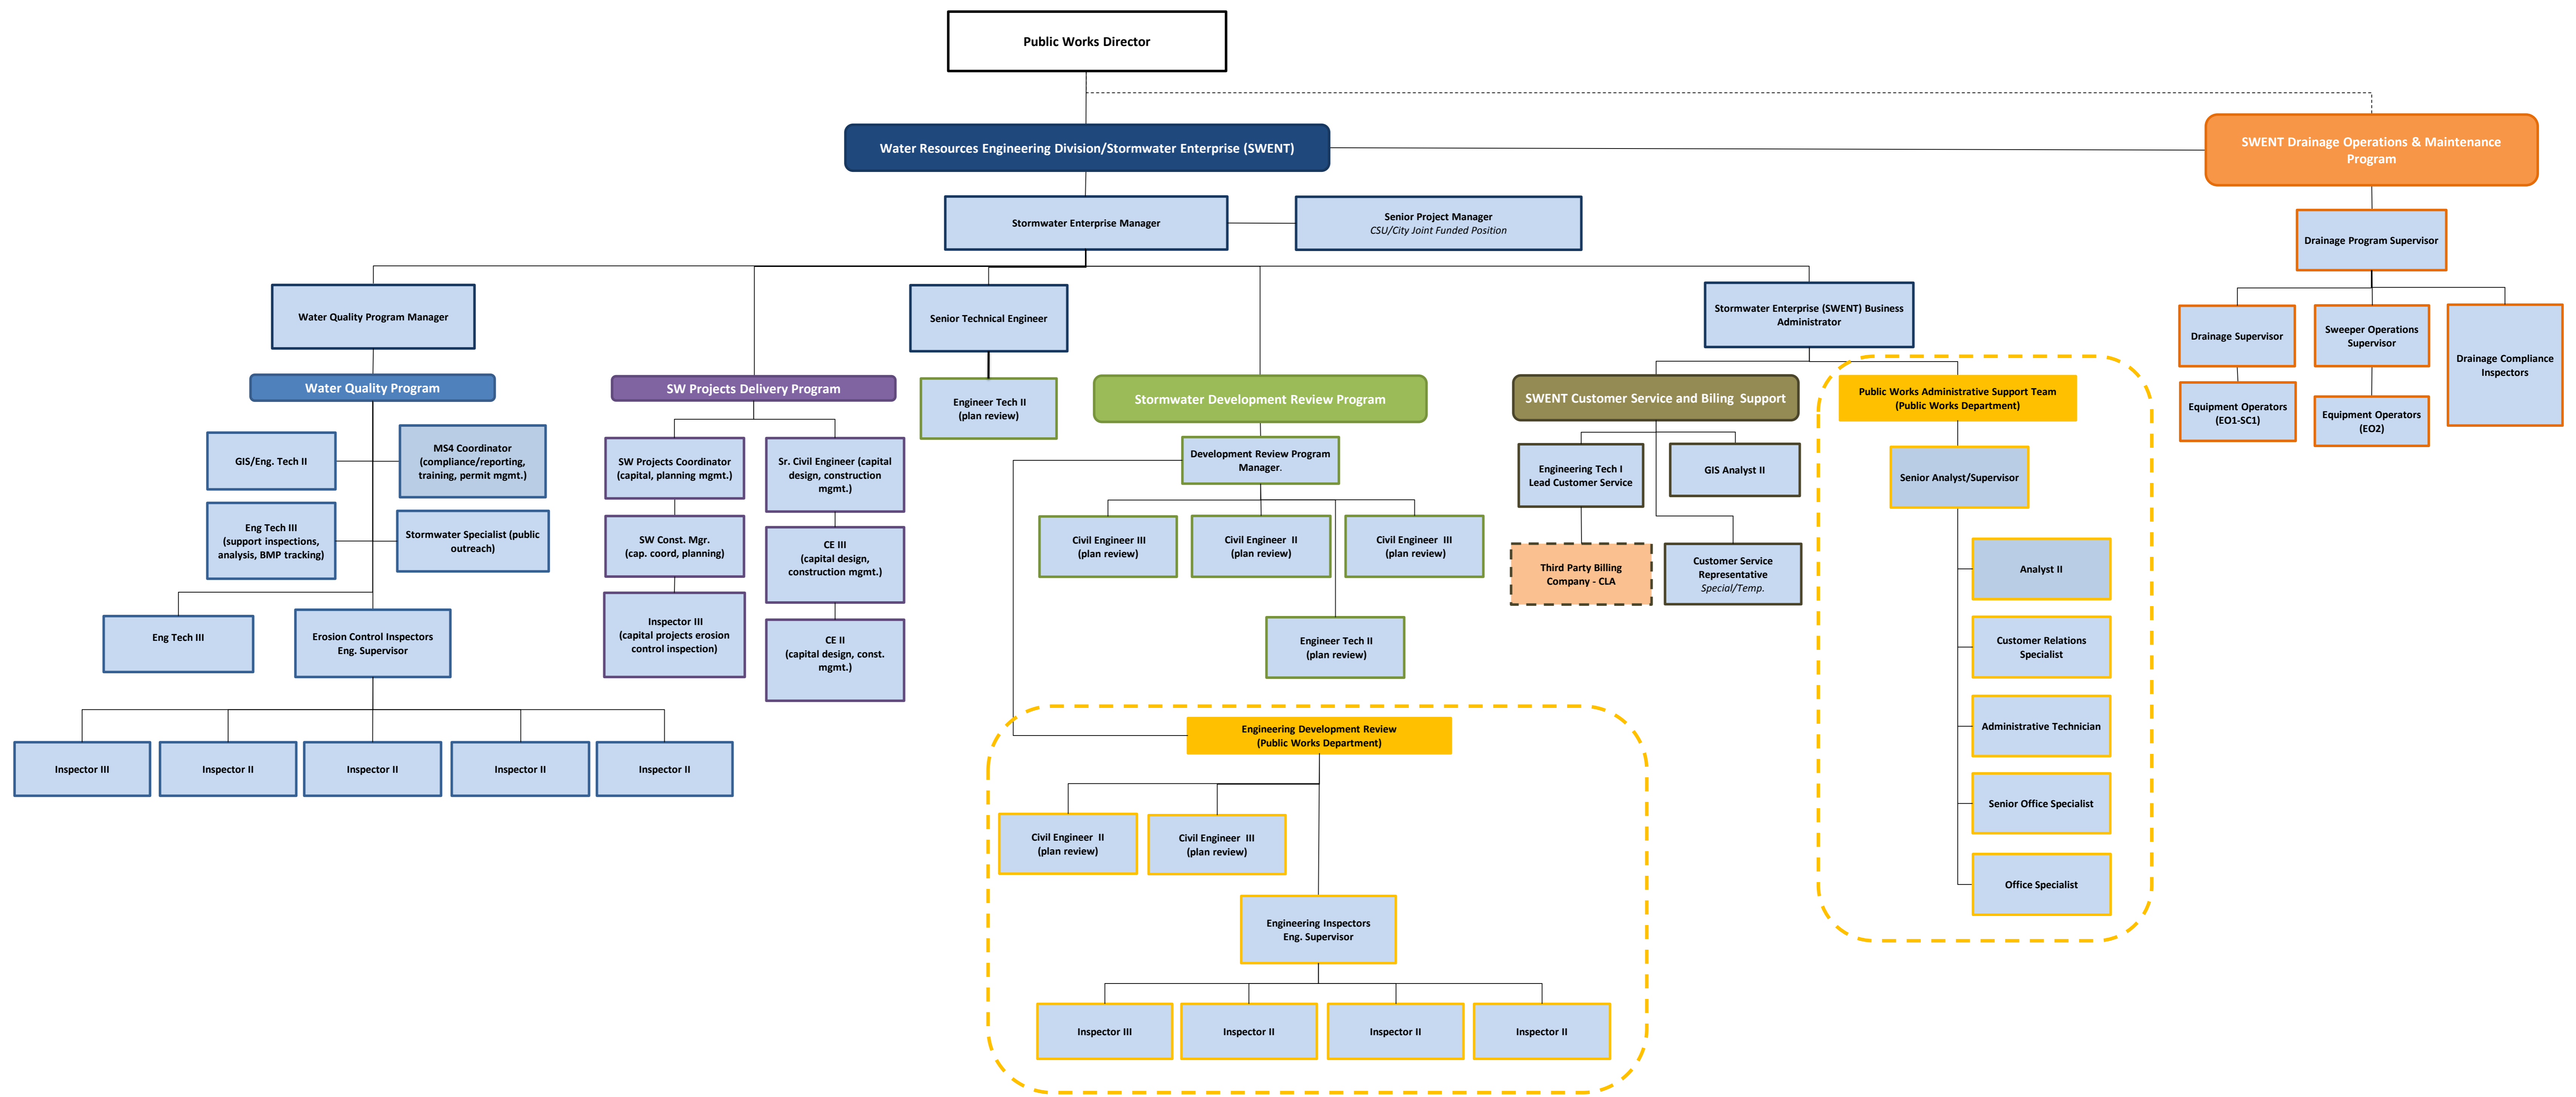 Public Works Director
Water Resources Engineering Division/Stormwater Enterprise (SWENT)
SWENT Drainage Operations & Maintenance
Program
Stormwater Enterprise Manager
Senior Project Manager
CSU/City Joint Funded Position
Drainage Program Supervisor
Water Quality Program Manager
Senior Technical Engineer
Stormwater Enterprise (SWENT) Business
Administrator
Drainage Supervisor
Sweeper Operations
Supervisor
Drainage Compliance
Inspectors
Equipment Operators
(EO1-SC1)
Equipment Operators
(EO2)
Water Quality Program
GIS/Eng. Tech II
MS4 Coordinator
(compliance/reporting,
training, permit mgmt.)
Eng Tech III
(support inspections,
analysis, BMP tracking)
Stormwater Specialist (public
outreach)
Eng Tech III
Erosion Control Inspectors
Eng. Supervisor
Inspector III
Inspector II
Inspector II
Inspector II
Inspector II
SW Projects Delivery Program
SW Projects Coordinator
(capital, planning mgmt.)
Sr. Civil Engineer (capital
design, construction
mgmt.)
SW Const. Mgr.
(cap. coord, planning)
CE III
(capital design,
construction mgmt.)
Inspector III
(capital projects erosion
control inspection)
CE II
(capital design, const.
mgmt.)
Engineer Tech II
(plan review)
Stormwater Development Review Program
Development Review Program
Manager.
Civil Engineer III
(plan review)
Civil Engineer  II
(plan review)
Civil Engineer  III
(plan review)
Engineer Tech II
(plan review)
Engineering Development Review
(Public Works Department)
Civil Engineer  II
(plan review)
Civil Engineer  III
(plan review)
Engineering Inspectors
Eng. Supervisor
Inspector III
Inspector II
Inspector II
Inspector II
SWENT Customer Service and Biling  Support
Engineering Tech I
Lead Customer Service
GIS Analyst II
Third Party Billing
Company - CLA
Customer Service
Representative
Special/Temp.
Public Works Administrative Support Team
(Public Works Department)
Senior Analyst/Supervisor
Analyst II
Customer Relations
Specialist
Administrative Technician
Senior Office Specialist
Office Specialist